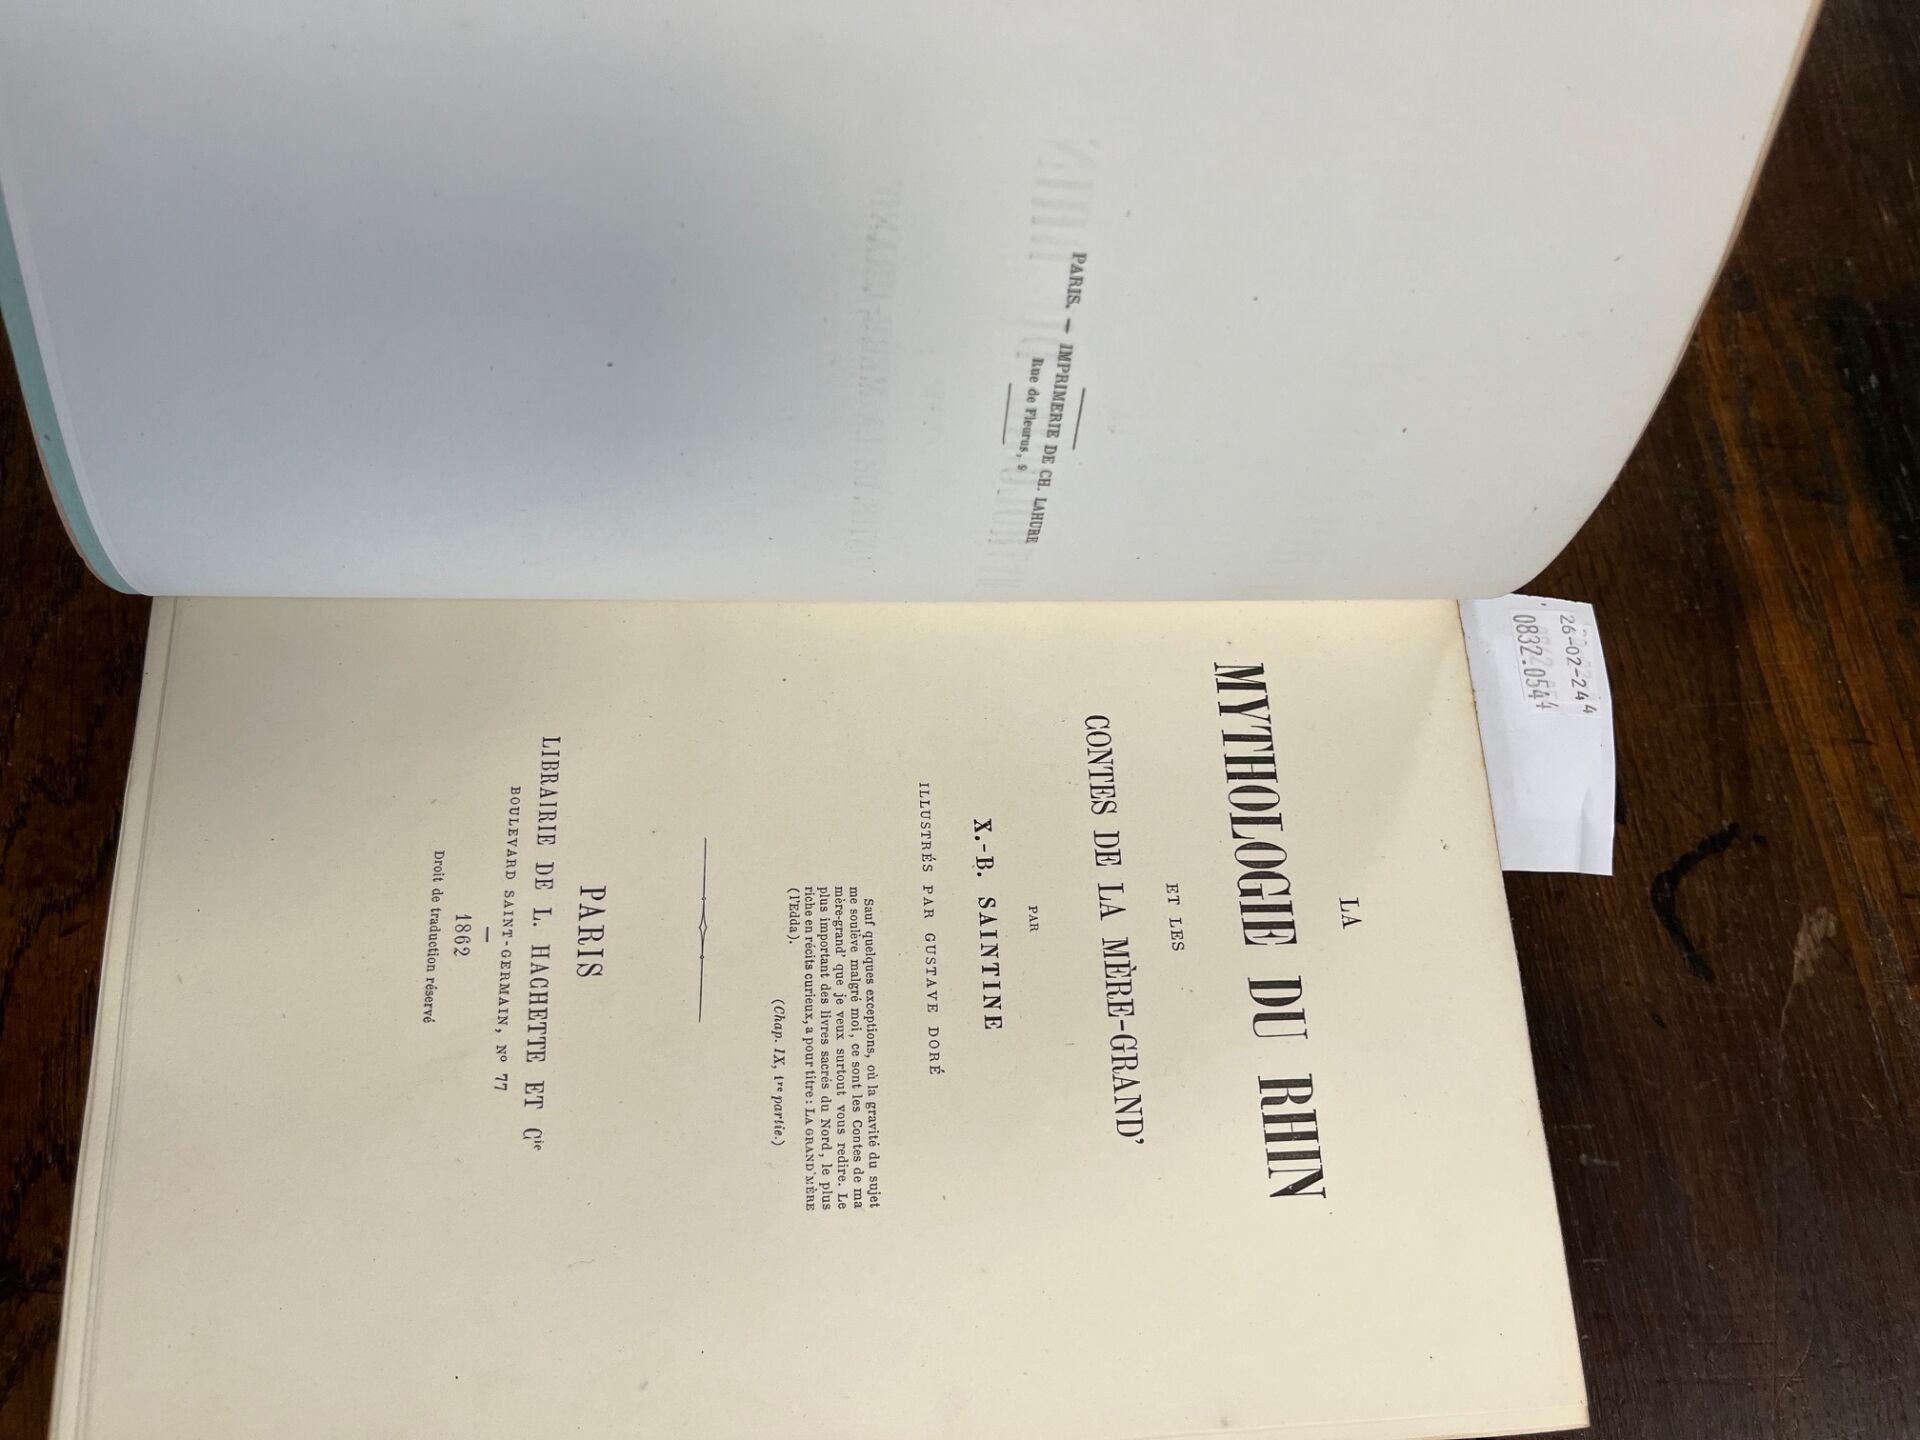 PARIS. — IMPRIMERIE DE CH. LAHURE
Rue de Fleurus, 9
LA
MYTHOLOGIE DU RHIN
ET LES
CONTES DE LA MÈRE-GRAND'
PAR
X.-B. SAINTINE
ILLUSTRÉS PAR GUSTAVE DORÉ
Sauf quelques exceptions, où la gravité du sujet
me soulève malgré moi, ce sont les Contes de ma
mère-grand' que je veux surtout vous redire. Le
plus important des livres sacrés du Nord, le plus
riche en récits curieux, a pour titre : LA GRAND'MÈRE
(l'Edda).
(Chap. IX, 1re partie.)
PARIS
LIBRAIRIE DE L. HACHETTE ET Cie
BOULEVARD SAINT-GERMAIN, No 77
—
1862
Droit de traduction réservé
26-02-24 4
0832.0544